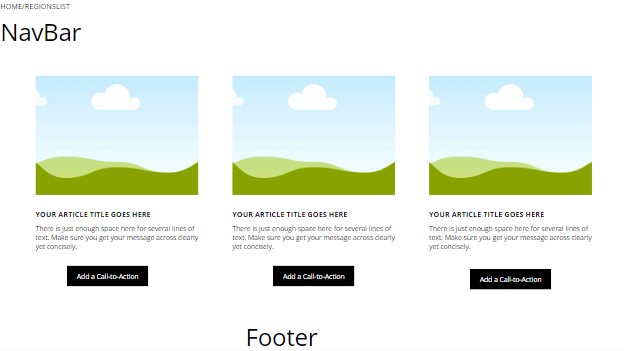 HOME/REGIONSLIST
NavBar
YOUR ARTICLE TITLE GOES HERE
There is just enough space here for several lines of
text. Make sure you get your message across clearly
yet concisely.
Add a Call-to-Action
YOUR ARTICLE TITLE GOES HERE
There is just enough space here for several lines of
text. Make sure you get your message across clearly
yet concisely.
Add a Call-to-Action
YOUR ARTICLE TITLE GOES HERE
There is just enough space here for several lines of
text. Make sure you get your message across clearly
yet concisely.
Add a Call-to-Action
Footer